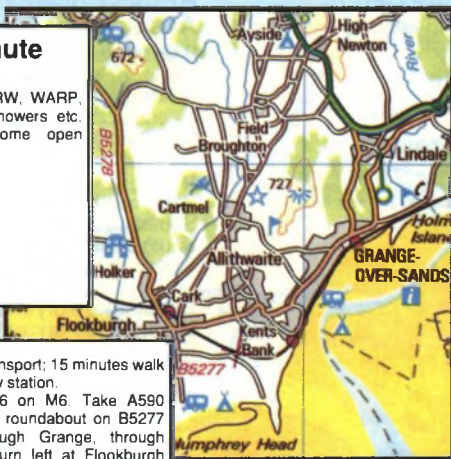 ute
RW, WARP,
howers etc.
ome open
nsport; 15 minutes walk
y station.
6 on M6. Take A590
roundabout on B5277
ugh Grange, through
urn left at Flookburgh
Ayside
High
Newton
River
672
B5278
Field
Broughton
Lindale
727
Cartmel
Holm
Island
GRANGE-
OVER-SANDS
Allithwaite
Holker
Cark
Flookburgh
Kents
Bank
B5277
Humphrey Head